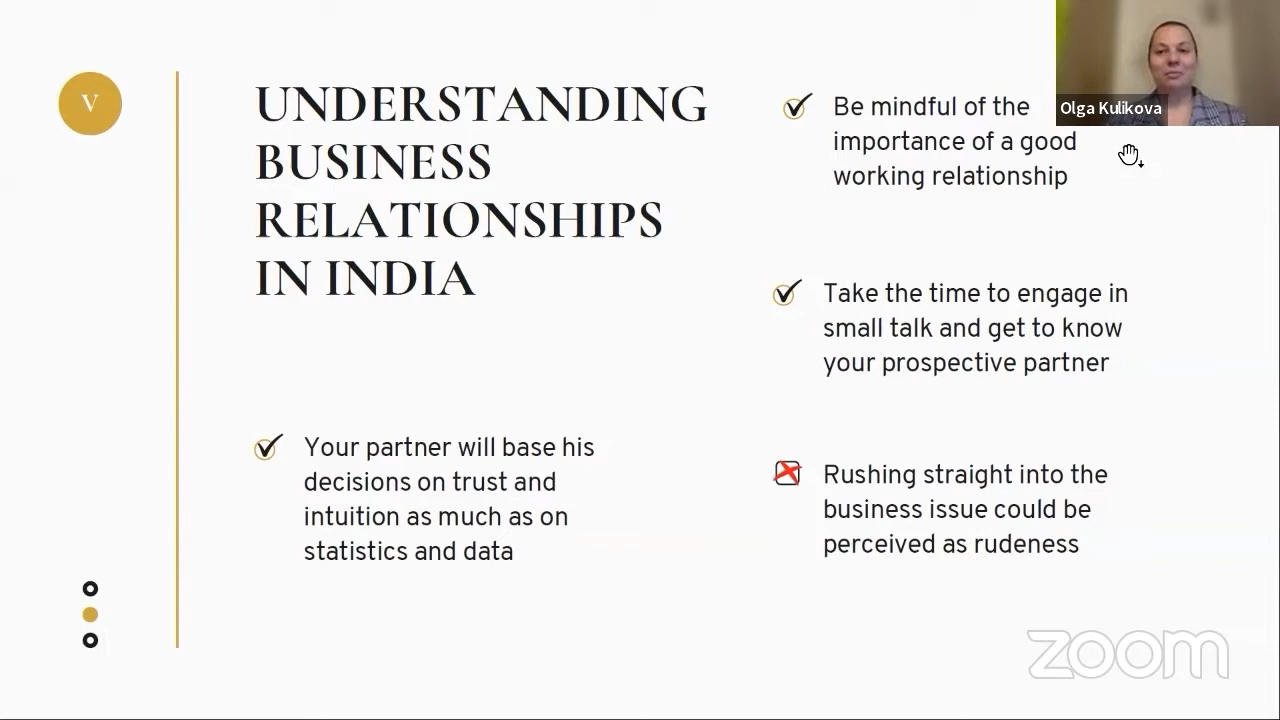 V
UNDERSTANDING
BUSINESS
RELATIONSHIPS
IN INDIA
Your partner will base his
decisions on trust and
intuition as much as on
statistics and data
Be mindful of the
importance of a good
working relationship
Take the time to engage in
small talk and get to know
your prospective partner
Rushing straight into the
business issue could be
perceived as rudeness
Olga Kulikova
zoom